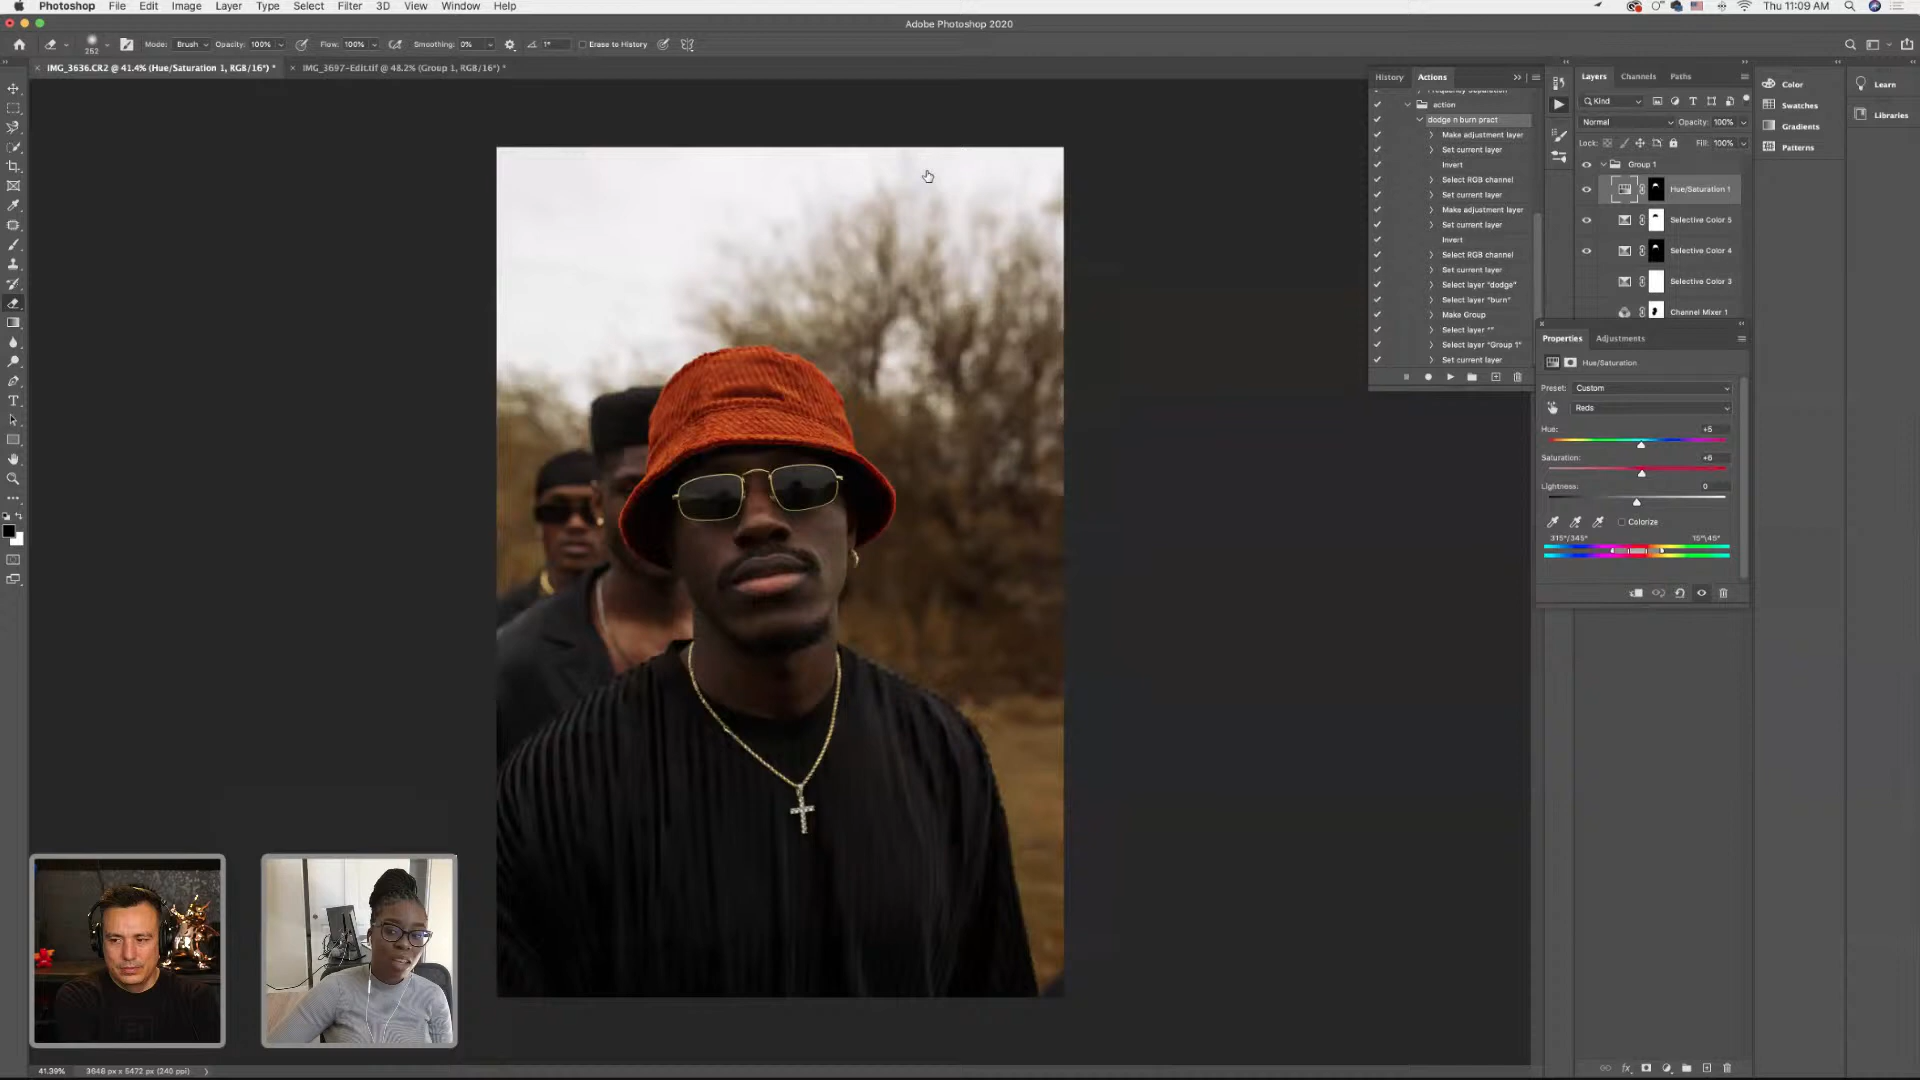 Photoshop File Edit Image Layer Type Select Filter 3D View Window Help
Thu 11:09 AM
Adobe Photoshop 2020
252 Mode: Brush Opacity: 100% Flow: 100% Smoothing: 0% 1° Erase to History
IMG_3636.CR2 @ 41.4% (Hue/Saturation 1, RGB/16*) *
IMG_3697-Edit.tif @ 48.2% (Group 1, RGB/16*) *
History Actions
Frequency Separation
action
dodge n burn pract
Make adjustment layer
Set current layer
Invert
Select RGB channel
Set current layer
Make adjustment layer
Set current layer
Invert
Select RGB channel
Set current layer
Select layer "dodge"
Select layer "burn"
Make Group
Select layer ""
Select layer "Group 1"
Set current layer
Layers Channels Paths
Kind
Normal Opacity: 100%
Lock: Fill: 100%
Group 1
Hue/Saturation 1
Selective Color 5
Selective Color 4
Selective Color 3
Channel Mixer 1
Properties Adjustments
Hue/Saturation
Preset: Custom
Reds
Hue: +5
Saturation: +6
Lightness: 0
Colorize
315°/345° 15°\45°
Color
Swatches
Gradients
Patterns
Learn
Libraries
41.39% 3648 px x 5472 px (240 ppi)